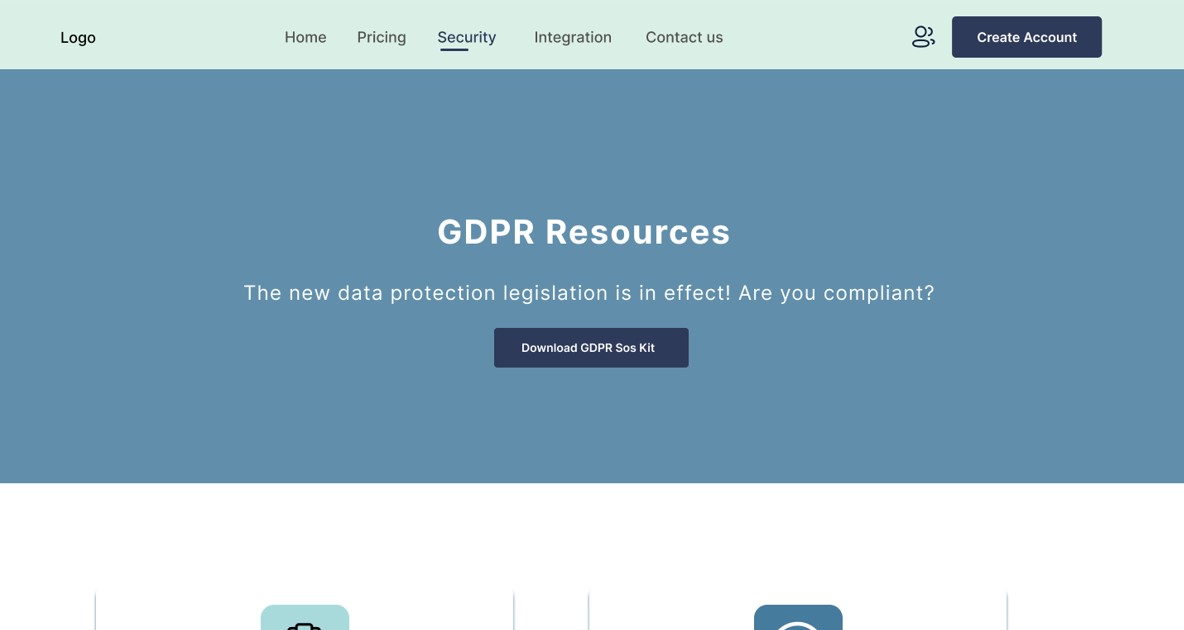 Logo
Home Pricing Security Integration Contact us
Create Account
GDPR Resources
The new data protection legislation is in effect! Are you compliant?
Download GDPR Sos Kit